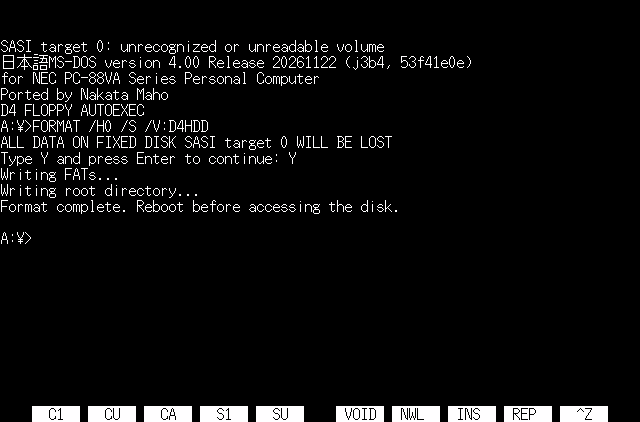 SASI target 0: unrecognized or unreadable volume
日本語MS-DOS version 4.00 Release 20261122 (j3b4, 53f41e0e)
for NEC PC-88VA Series Personal Computer
Ported by Nakata Maho
D4 FLOPPY AUTOEXEC
A:¥>FORMAT /H0 /S /V:D4HDD
ALL DATA ON FIXED DISK SASI target 0 WILL BE LOST
Type Y and press Enter to continue: Y
Writing FATs...
Writing root directory...
Format complete. Reboot before accessing the disk.
A:¥>
C1 CU CA S1 SU VOID NWL INS REP ^Z